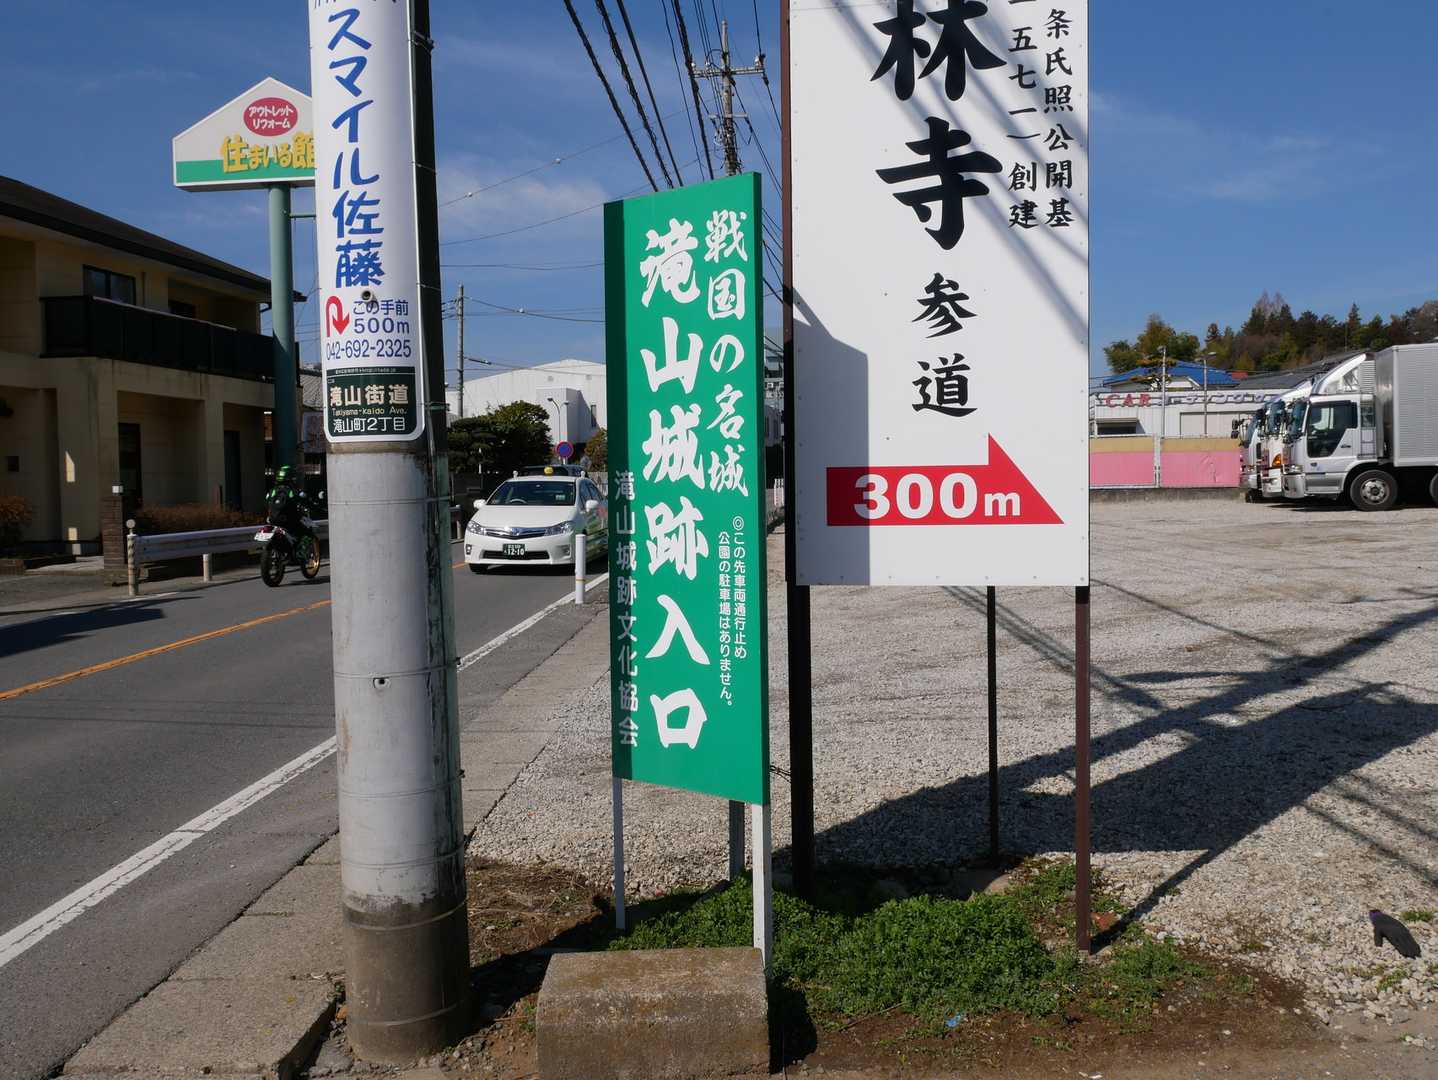 アウトレット
リフォーム
住まいる館
スマイル佐藤
この手前
500m
042-692-2325
滝山街道
Takiyama-kaido Ave.
滝山町2丁目
戦国の名城
滝山城跡入口
◎この先車両通行止め
公園の駐車場はありません。
滝山城跡文化協会
条氏照公開基
一五七一創建
林寺参道
300m
12-10
CAR